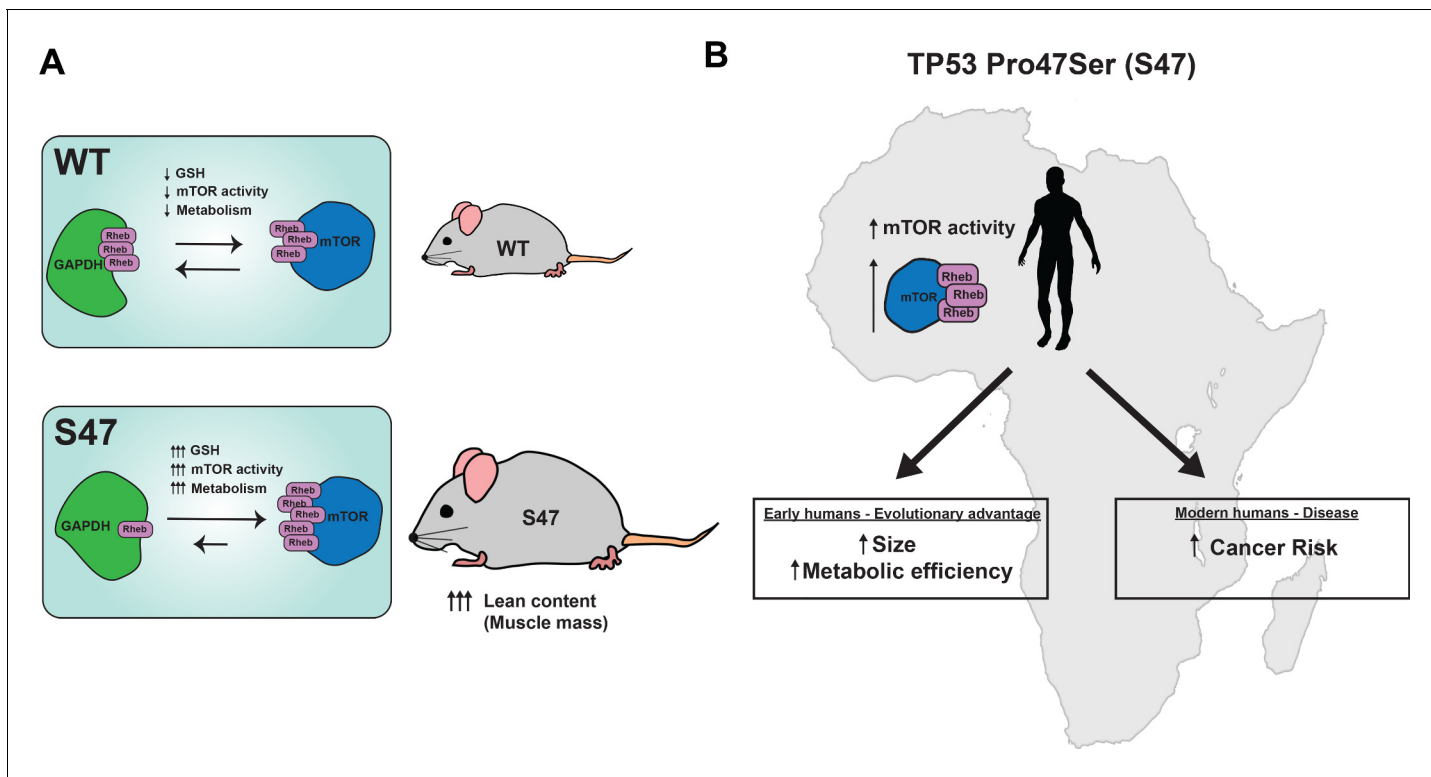 A
WT
↓ GSH
↓ mTOR activity
↓ Metabolism
Rheb
Rheb
Rheb
GAPDH
Rheb
Rheb
Rheb
mTOR
WT
S47
↑↑↑ GSH
↑↑↑ mTOR activity
↑↑↑ Metabolism
GAPDH
Rheb
Rheb
Rheb
Rheb
Rheb
Rheb
mTOR
S47
↑↑↑ Lean content
(Muscle mass)
B
TP53 Pro47Ser (S47)
↑ mTOR activity
↑
mTOR
Rheb
Rheb
Rheb
Early humans - Evolutionary advantage
↑ Size
↑ Metabolic efficiency
Modern humans - Disease
↑ Cancer Risk